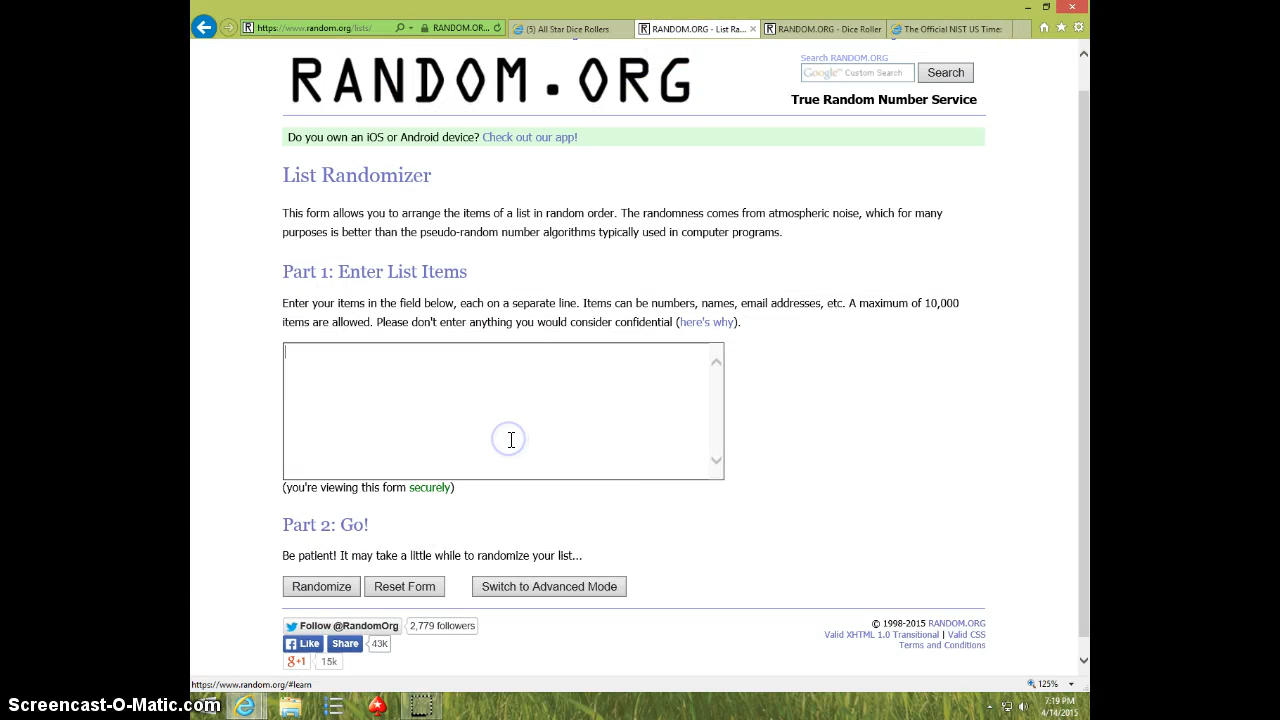 https://www.random.org/lists/
RANDOM.OR...
(5) All Star Dice Rollers
RANDOM.ORG - List Ra...
RANDOM.ORG - Dice Roller
The Official NIST US Time:
RANDOM.ORG
Search RANDOM.ORG
Google™ Custom Search
Search
True Random Number Service
Do you own an iOS or Android device? Check out our app!
List Randomizer
This form allows you to arrange the items of a list in random order. The randomness comes from atmospheric noise, which for many
purposes is better than the pseudo-random number algorithms typically used in computer programs.
Part 1: Enter List Items
Enter your items in the field below, each on a separate line. Items can be numbers, names, email addresses, etc. A maximum of 10,000
items are allowed. Please don't enter anything you would consider confidential (here's why).
(you're viewing this form securely)
Part 2: Go!
Be patient! It may take a little while to randomize your list...
Randomize
Reset Form
Switch to Advanced Mode
Follow @RandomOrg
2,779 followers
Like
Share
43k
g+1
15k
© 1998-2015 RANDOM.ORG
Valid XHTML 1.0 Transitional | Valid CSS
Terms and Conditions
https://www.random.org/#learn
125%
7:19 PM
4/14/2015
Screencast-O-Matic.com